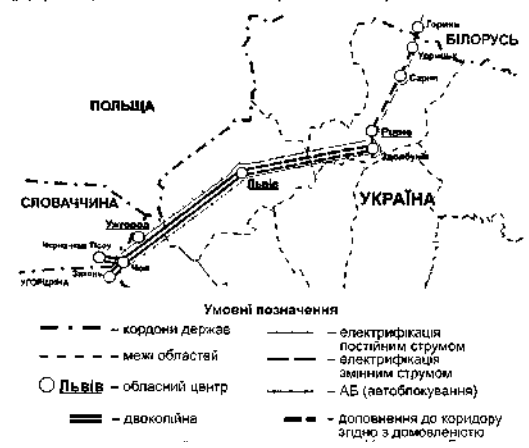 Горинь
БІЛОРУСЬ
Удрицьк
Сарни
ПОЛЬЩА
Рівне
Здолбунів
Львів
УКРАЇНА
СЛОВАЧЧИНА
Ужгород
Чоп
Захонь
УГОРЩИНА
Умовні позначення
– кордони держав
– електрифікація
постійним струмом
– межі областей
– електрифікація
змінним струмом
Львів – обласний центр
– АБ (автоблокування)
– двоколійна
– доповнення до коридору
згідно з домовленістю